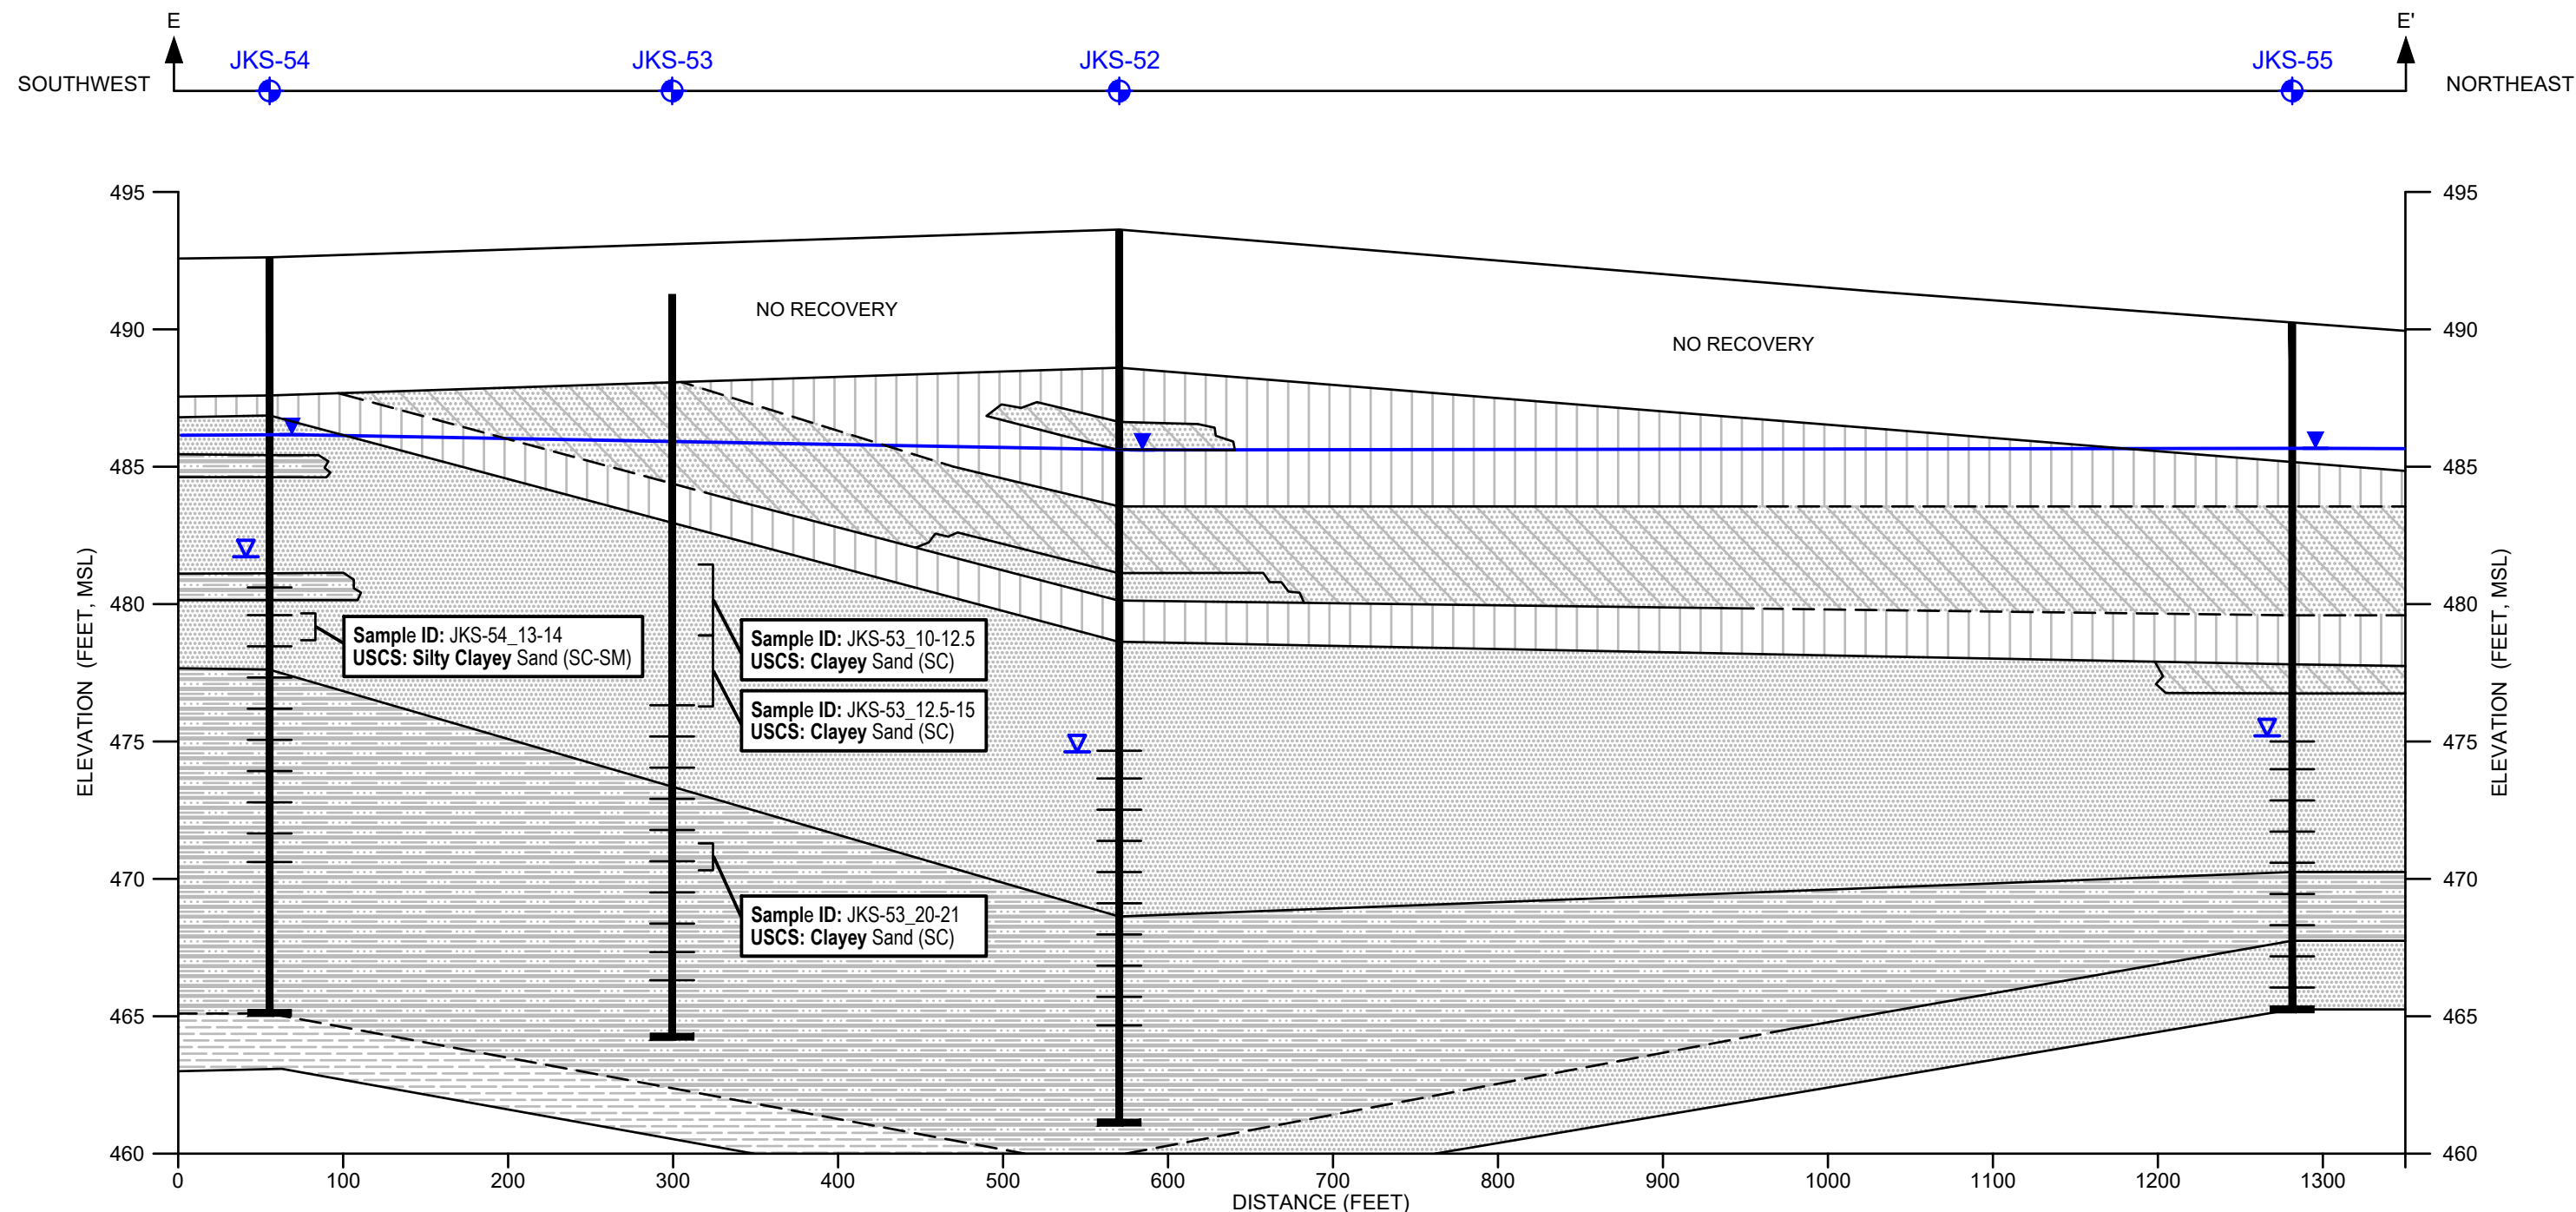 E
E'
JKS-54
JKS-53
JKS-52
JKS-55
SOUTHWEST
NORTHEAST
495
495
490
490
485
485
480
480
475
475
470
470
465
465
460
460
ELEVATION (FEET, MSL)
ELEVATION (FEET, MSL)
NO RECOVERY
NO RECOVERY
Sample ID: JKS-54_13-14
USCS: Silty Clayey Sand (SC-SM)
Sample ID: JKS-53_10-12.5
USCS: Clayey Sand (SC)
Sample ID: JKS-53_12.5-15
USCS: Clayey Sand (SC)
Sample ID: JKS-53_20-21
USCS: Clayey Sand (SC)
0 100 200 300 400 500 600 700 800 900 1000 1100 1200 1300
DISTANCE (FEET)